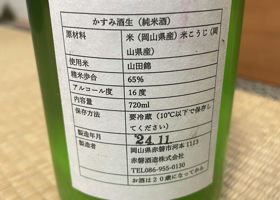 かすみ酒生（純米酒）
原材料 米（岡山県産）米こうじ（岡
山県産）
使用米 山田錦
精米歩合 65%
アルコール度 16度
内容量 720ml
保存方法 要冷蔵（10℃以下で保存し
てください）
製造年月 '24.11
製造者 岡山県赤磐市河本1113
赤磐酒造株式会社
TEL086-955-0130
お酒は20歳になってから